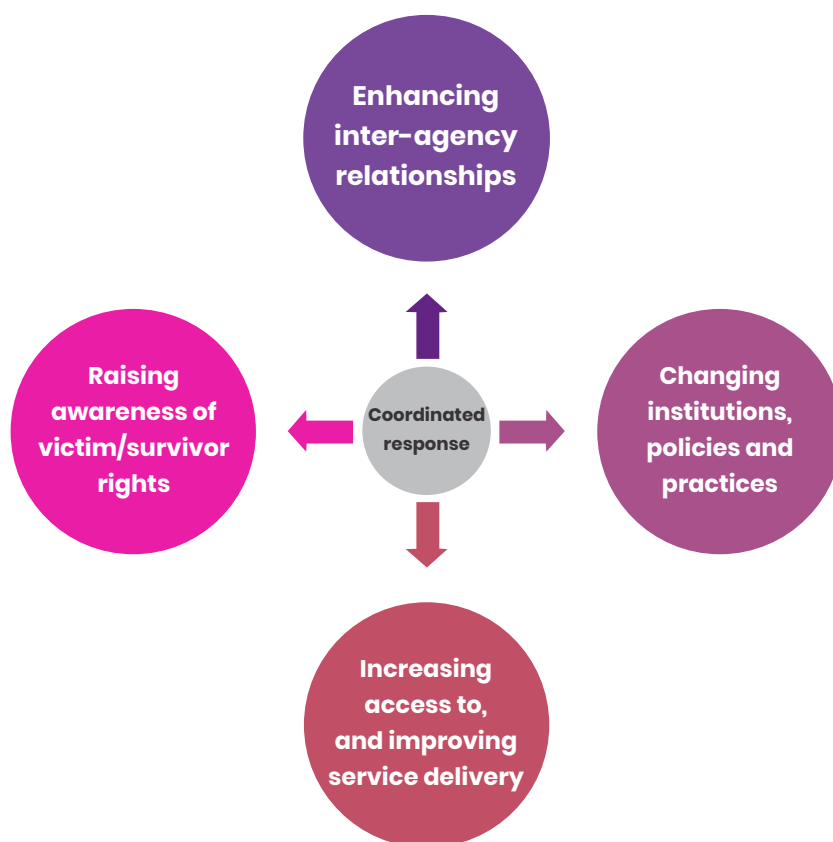 Enhancing
inter-agency
relationships
Raising
awareness of
victim/survivor
rights
Coordinated
response
Changing
institutions,
policies and
practices
Increasing
access to,
and improving
service delivery